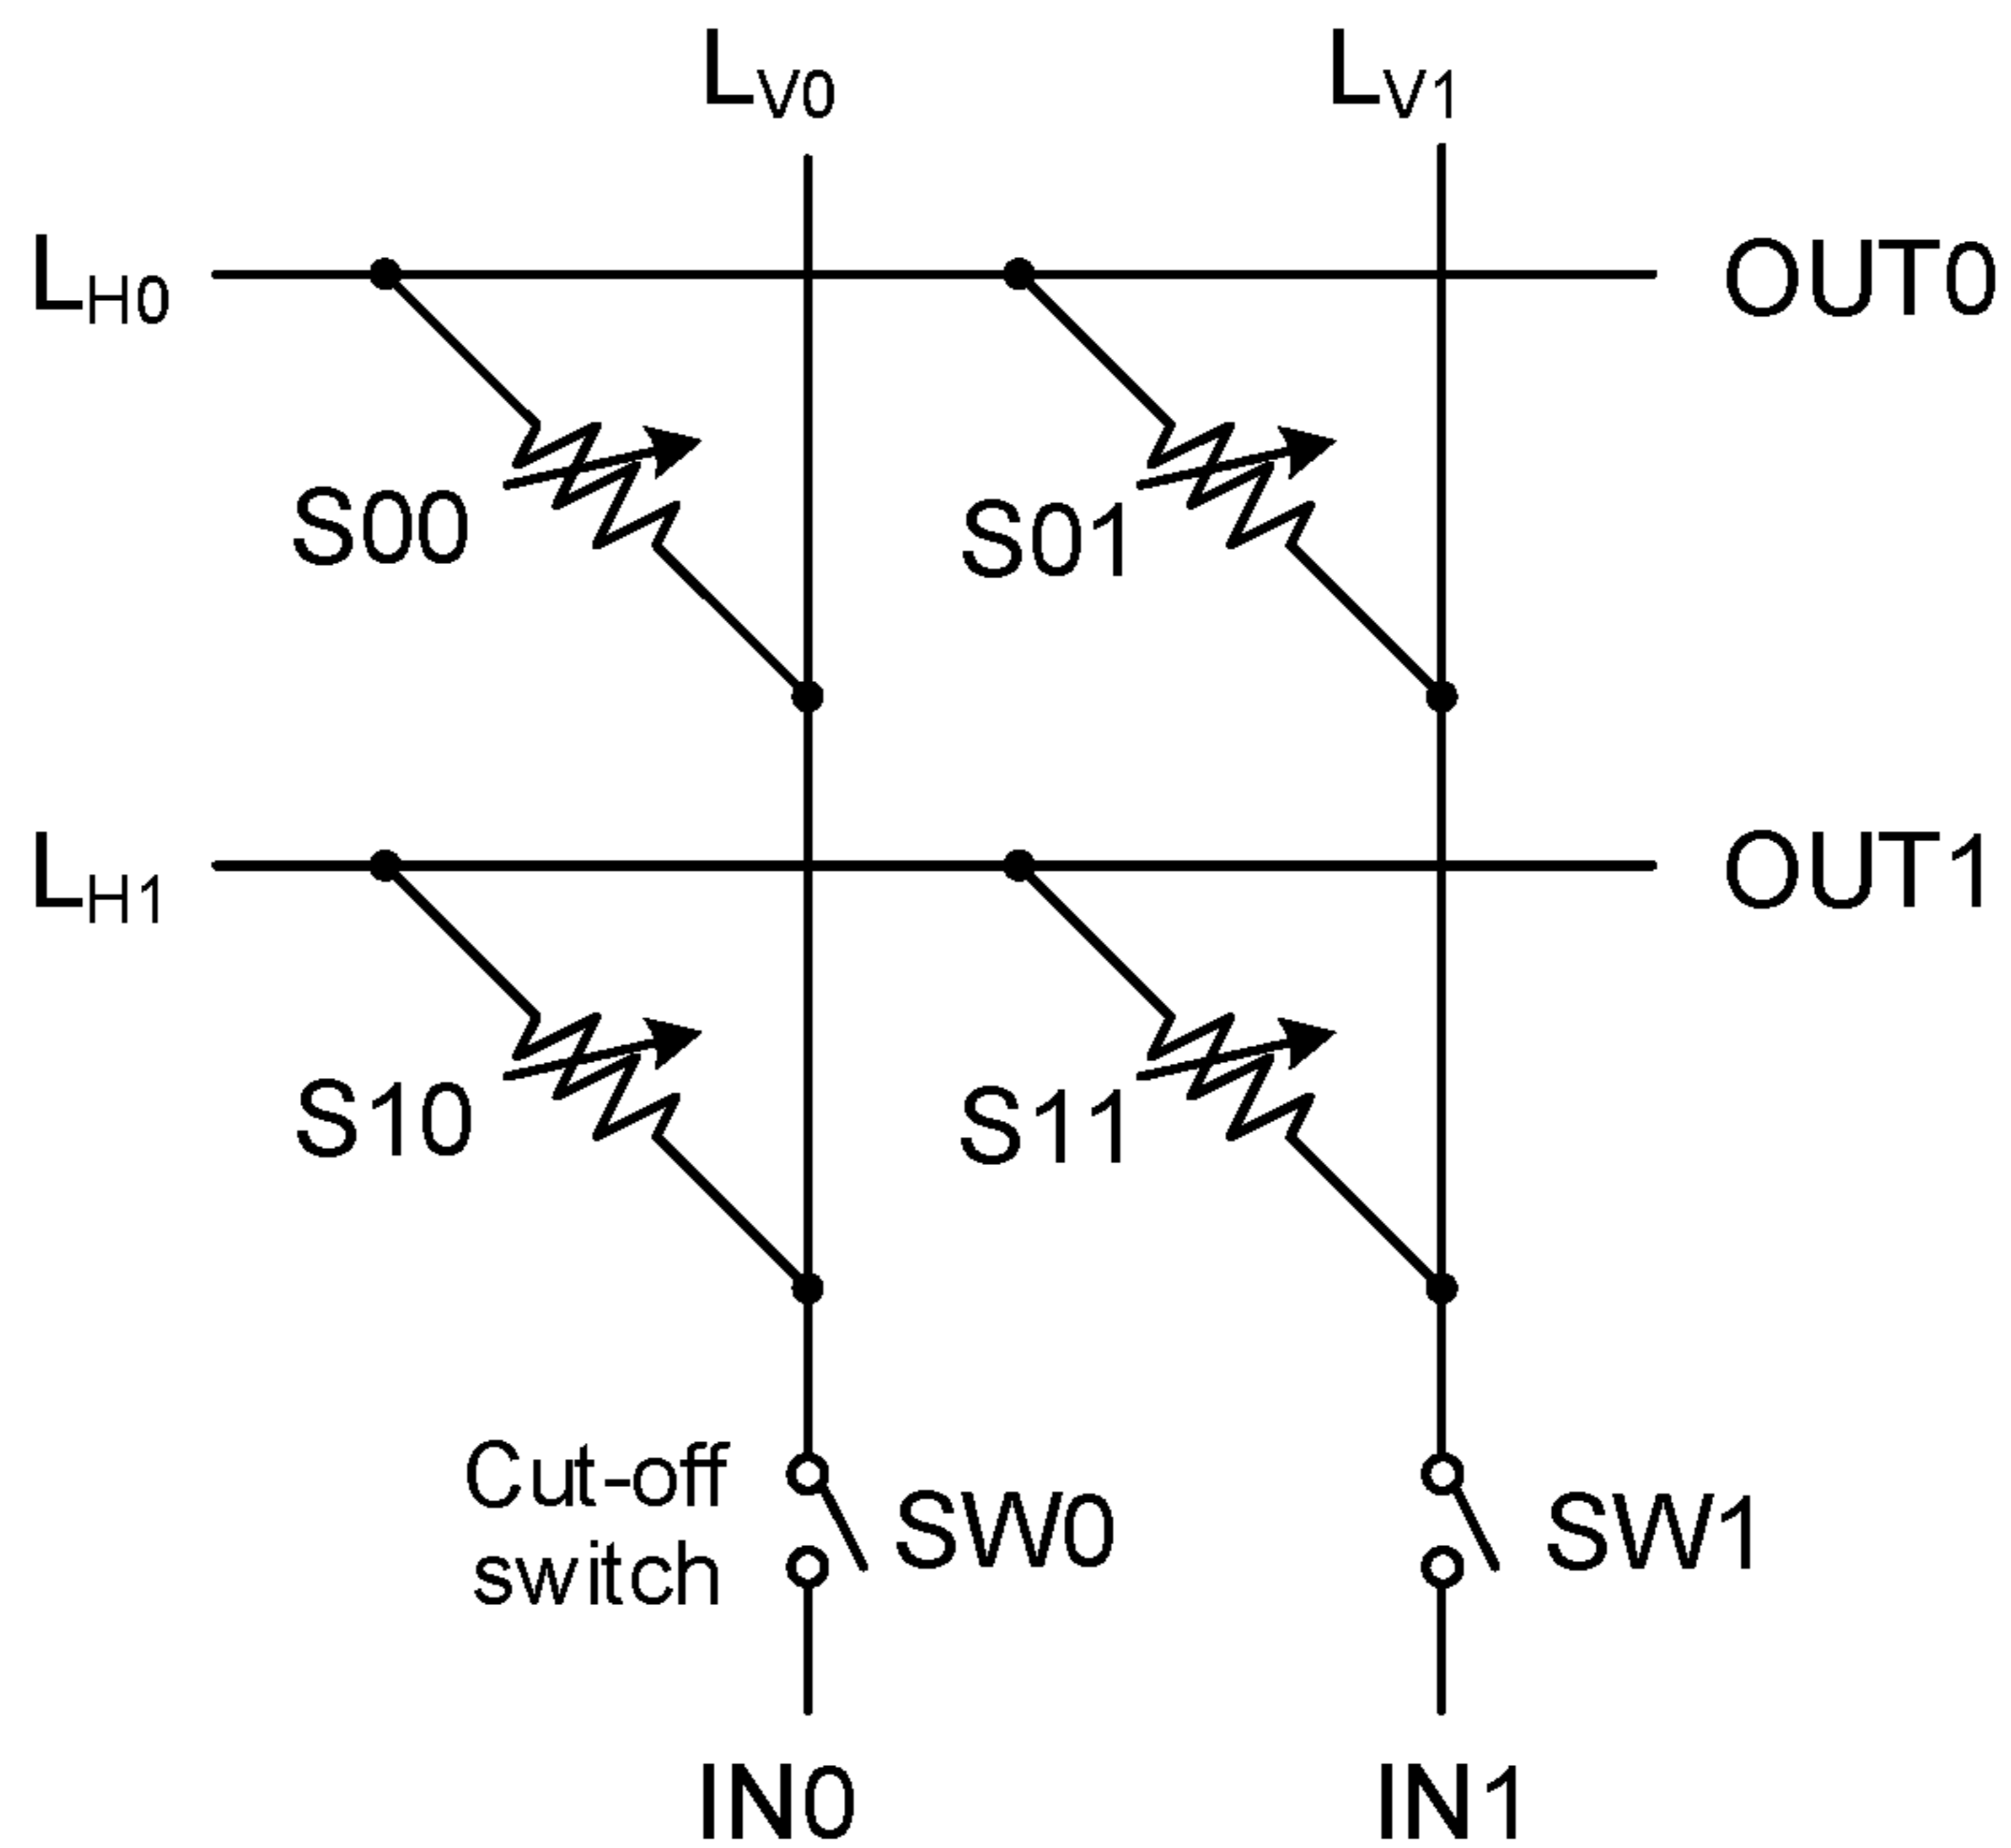 LV0 LV1
LH0 OUT0
S00 S01
LH1 OUT1
S10 S11
Cut-off
switch
SW0 SW1
IN0 IN1